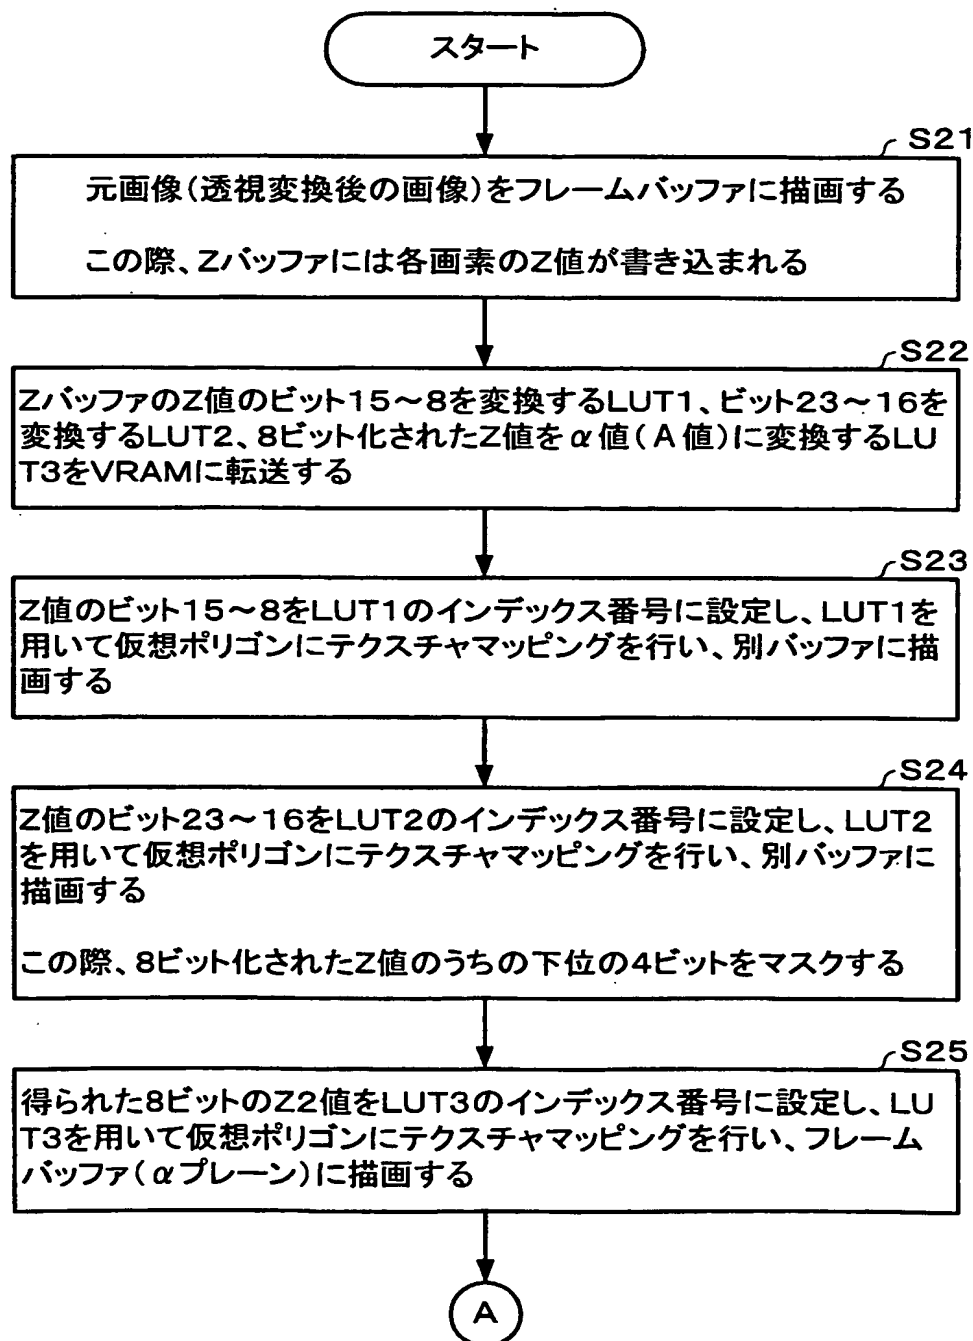 スタート
S21
元画像(透視変換後の画像)をフレームバッファに描画する
この際、Zバッファには各画素のZ値が書き込まれる
S22
ZバッファのZ値のビット15～8を変換するLUT1、ビット23～16を
変換するLUT2、8ビット化されたZ値をα値(A値)に変換するLU
T3をVRAMに転送する
S23
Z値のビット15～8をLUT1のインデックス番号に設定し、LUT1を
用いて仮想ポリゴンにテクスチャマッピングを行い、別バッファに描
画する
S24
Z値のビット23～16をLUT2のインデックス番号に設定し、LUT2
を用いて仮想ポリゴンにテクスチャマッピングを行い、別バッファに
描画する
この際、8ビット化されたZ値のうちの下位の4ビットをマスクする
S25
得られた8ビットのZ2値をLUT3のインデックス番号に設定し、LU
T3を用いて仮想ポリゴンにテクスチャマッピングを行い、フレーム
バッファ(αプレーン)に描画する
A